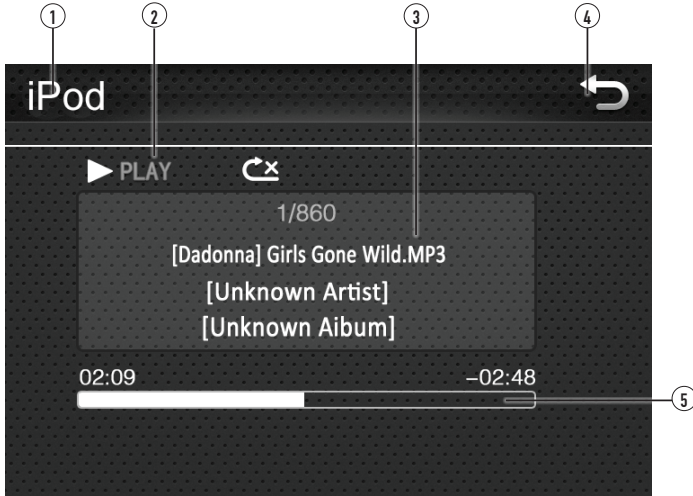 ① ② ③ ④
iPod
PLAY
1/860
[Dadonna] Girls Gone Wild.MP3
[Unknown Artist]
[Unknown Aibum]
02:09 −02:48
⑤